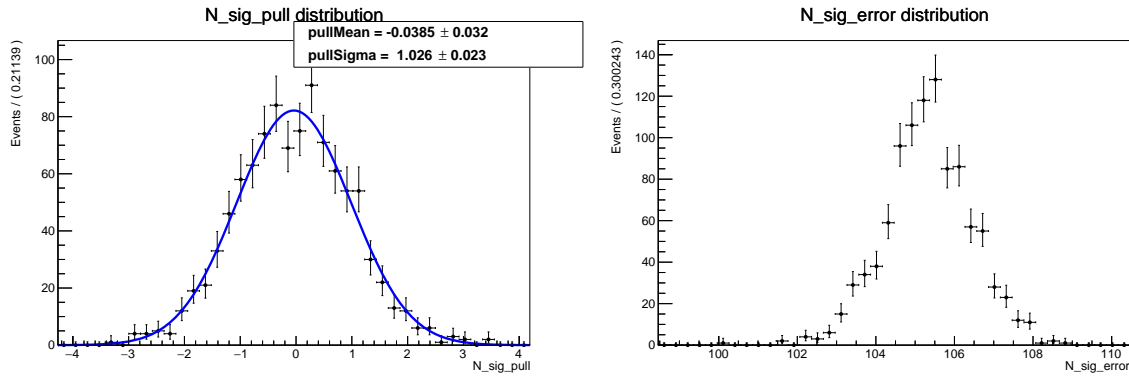 N_sig_pull distribution
pullMean = -0.0385 ± 0.032
pullSigma = 1.026 ± 0.023
Events / ( 0.21139 )
100
80
60
40
20
0
−4 −3 −2 −1 0 1 2 3 4
N_sig_pull
N_sig_error distribution
Events / ( 0.300243 )
140
120
100
80
60
40
20
0
100 102 104 106 108 110
N_sig_error